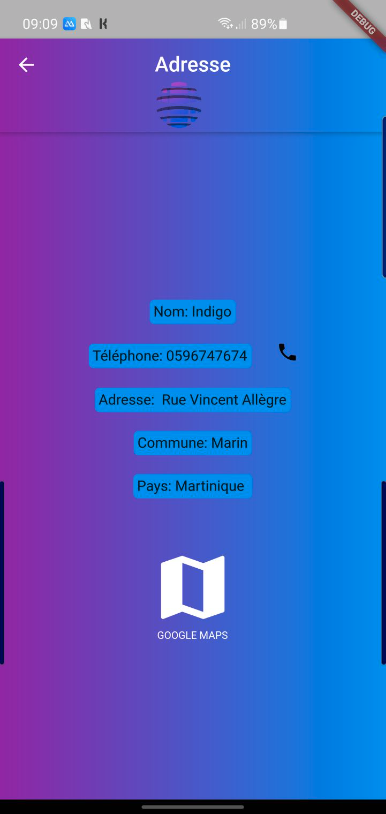 09:09 89%
DEBUG
Adresse
Nom: Indigo
Téléphone: 0596747674
Adresse:  Rue Vincent Allègre
Commune: Marin
Pays: Martinique
GOOGLE MAPS